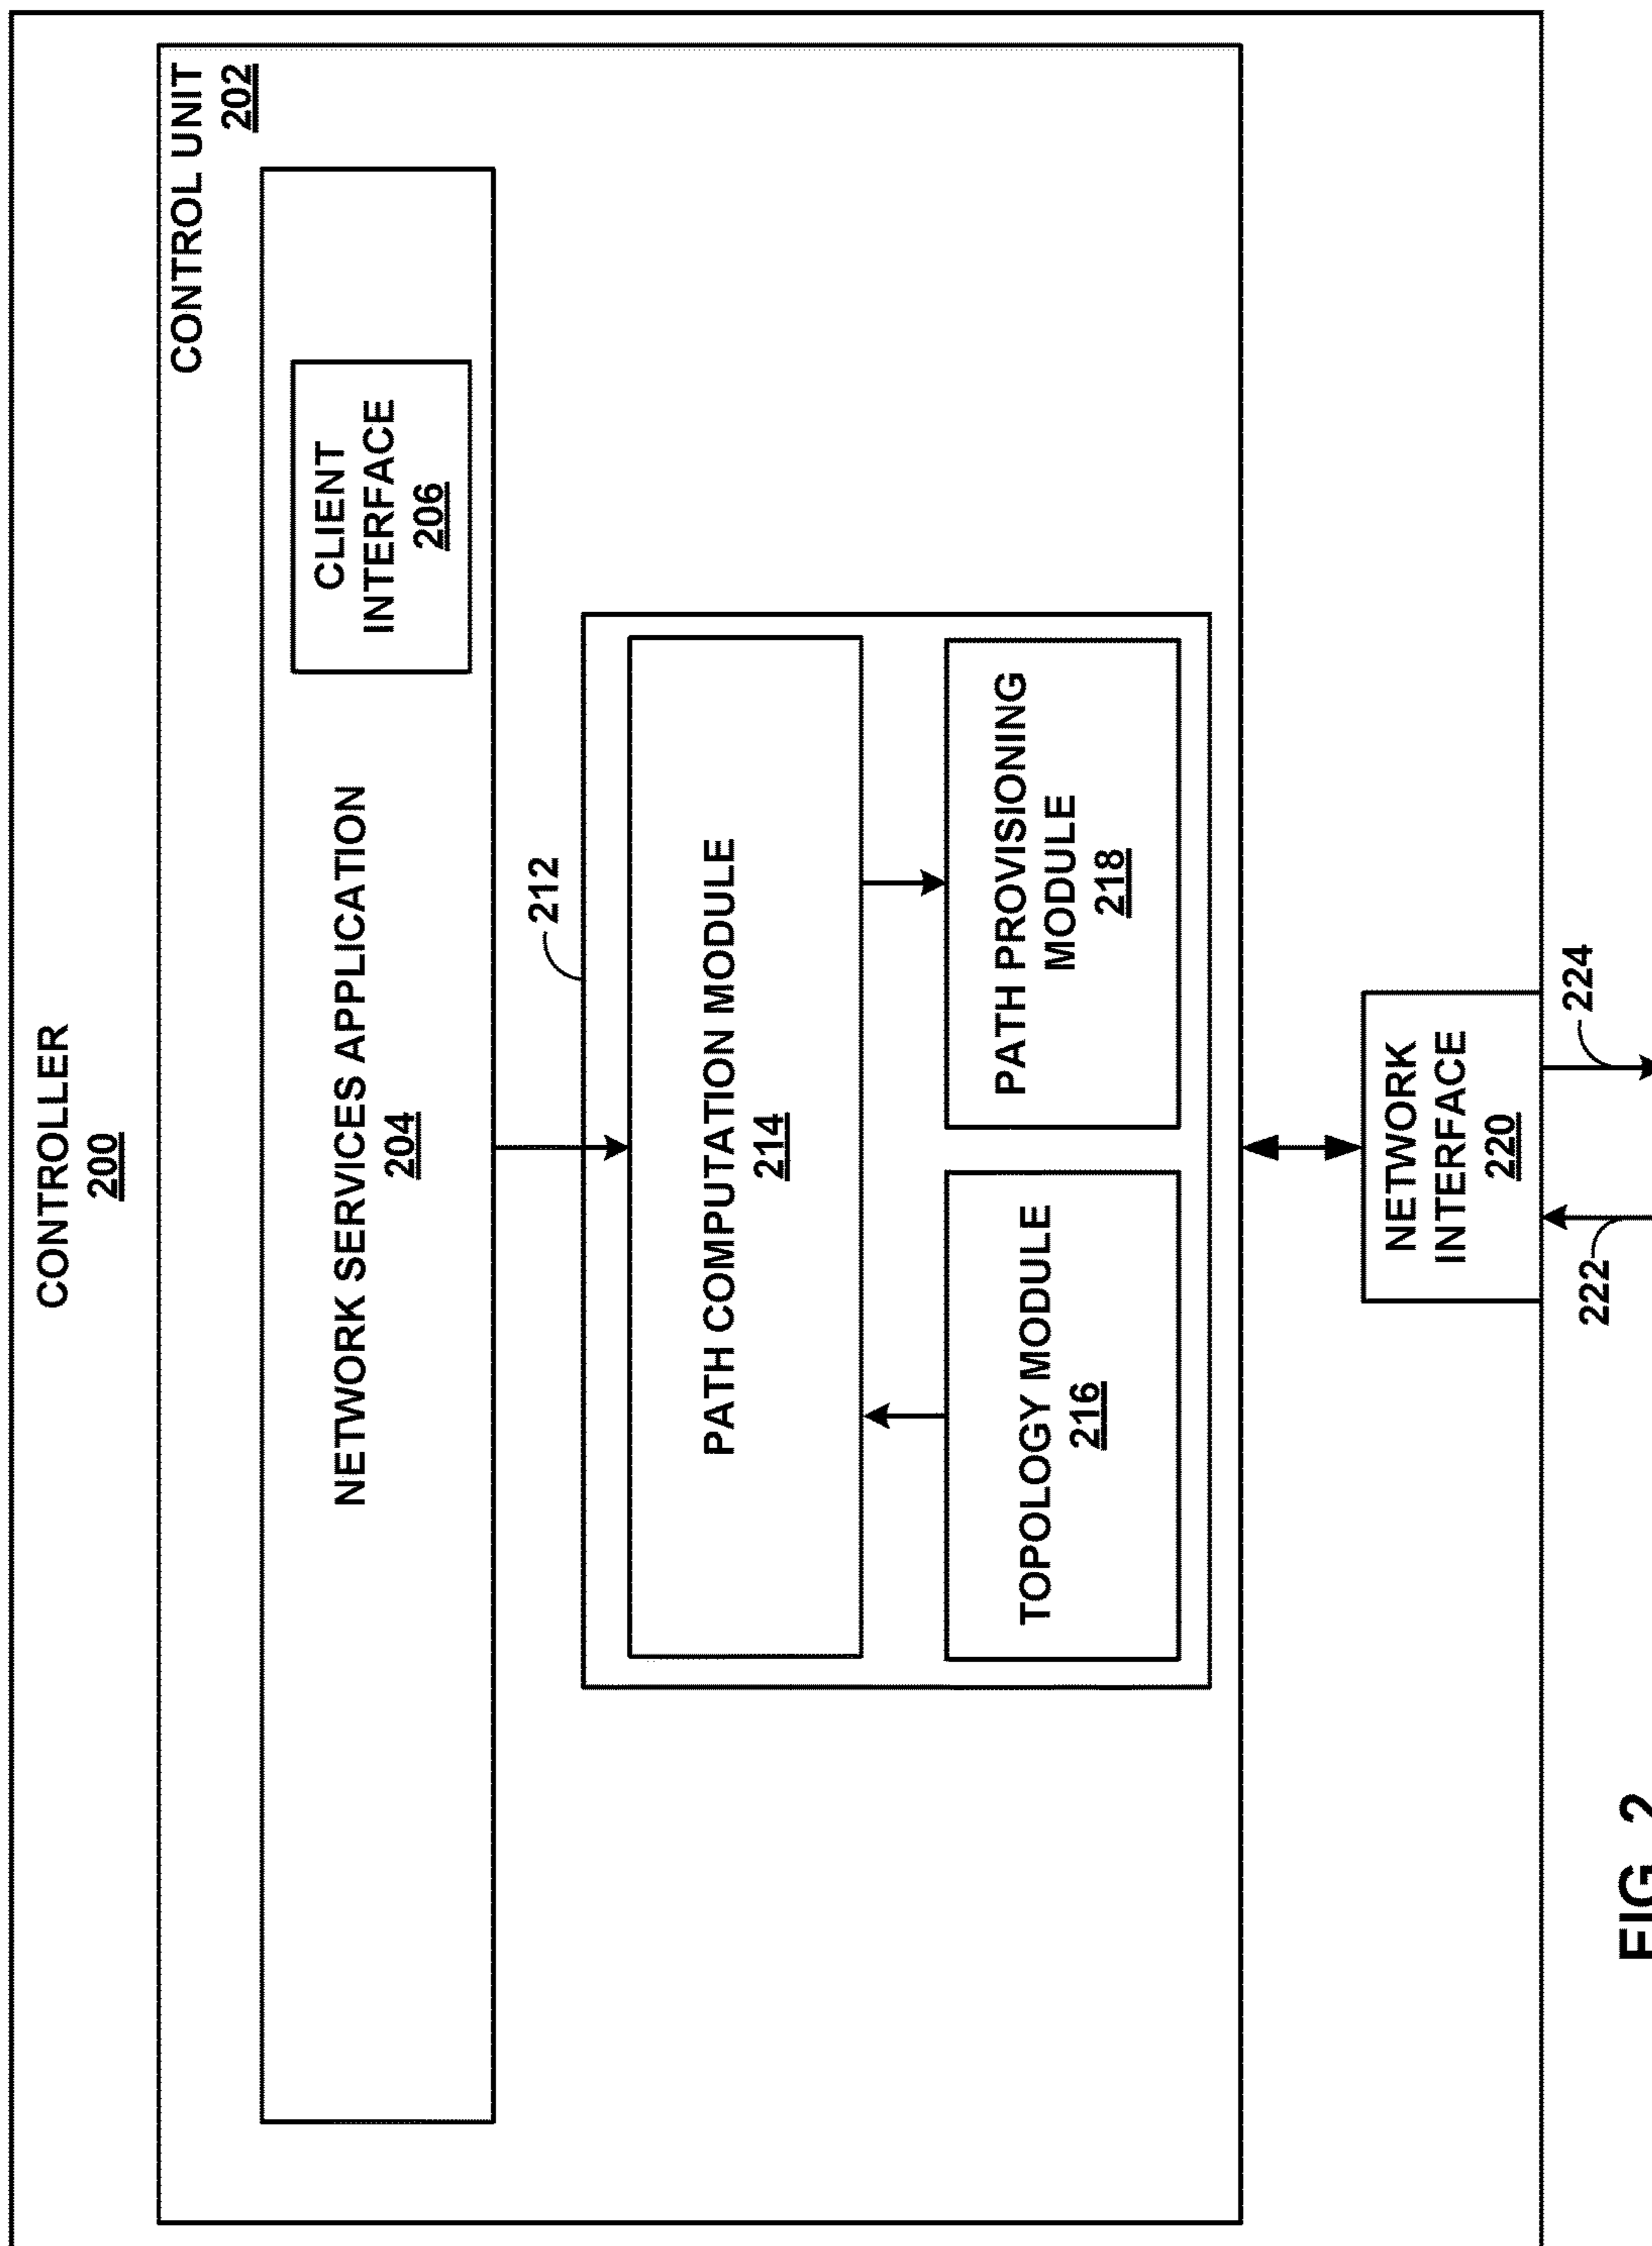 CONTROLLER
200
CONTROL UNIT
202
NETWORK SERVICES APPLICATION
204
CLIENT
INTERFACE
206
212
PATH COMPUTATION MODULE
214
TOPOLOGY MODULE
216
PATH PROVISIONING
MODULE
218
NETWORK
INTERFACE
220
222
224
FIG. 2